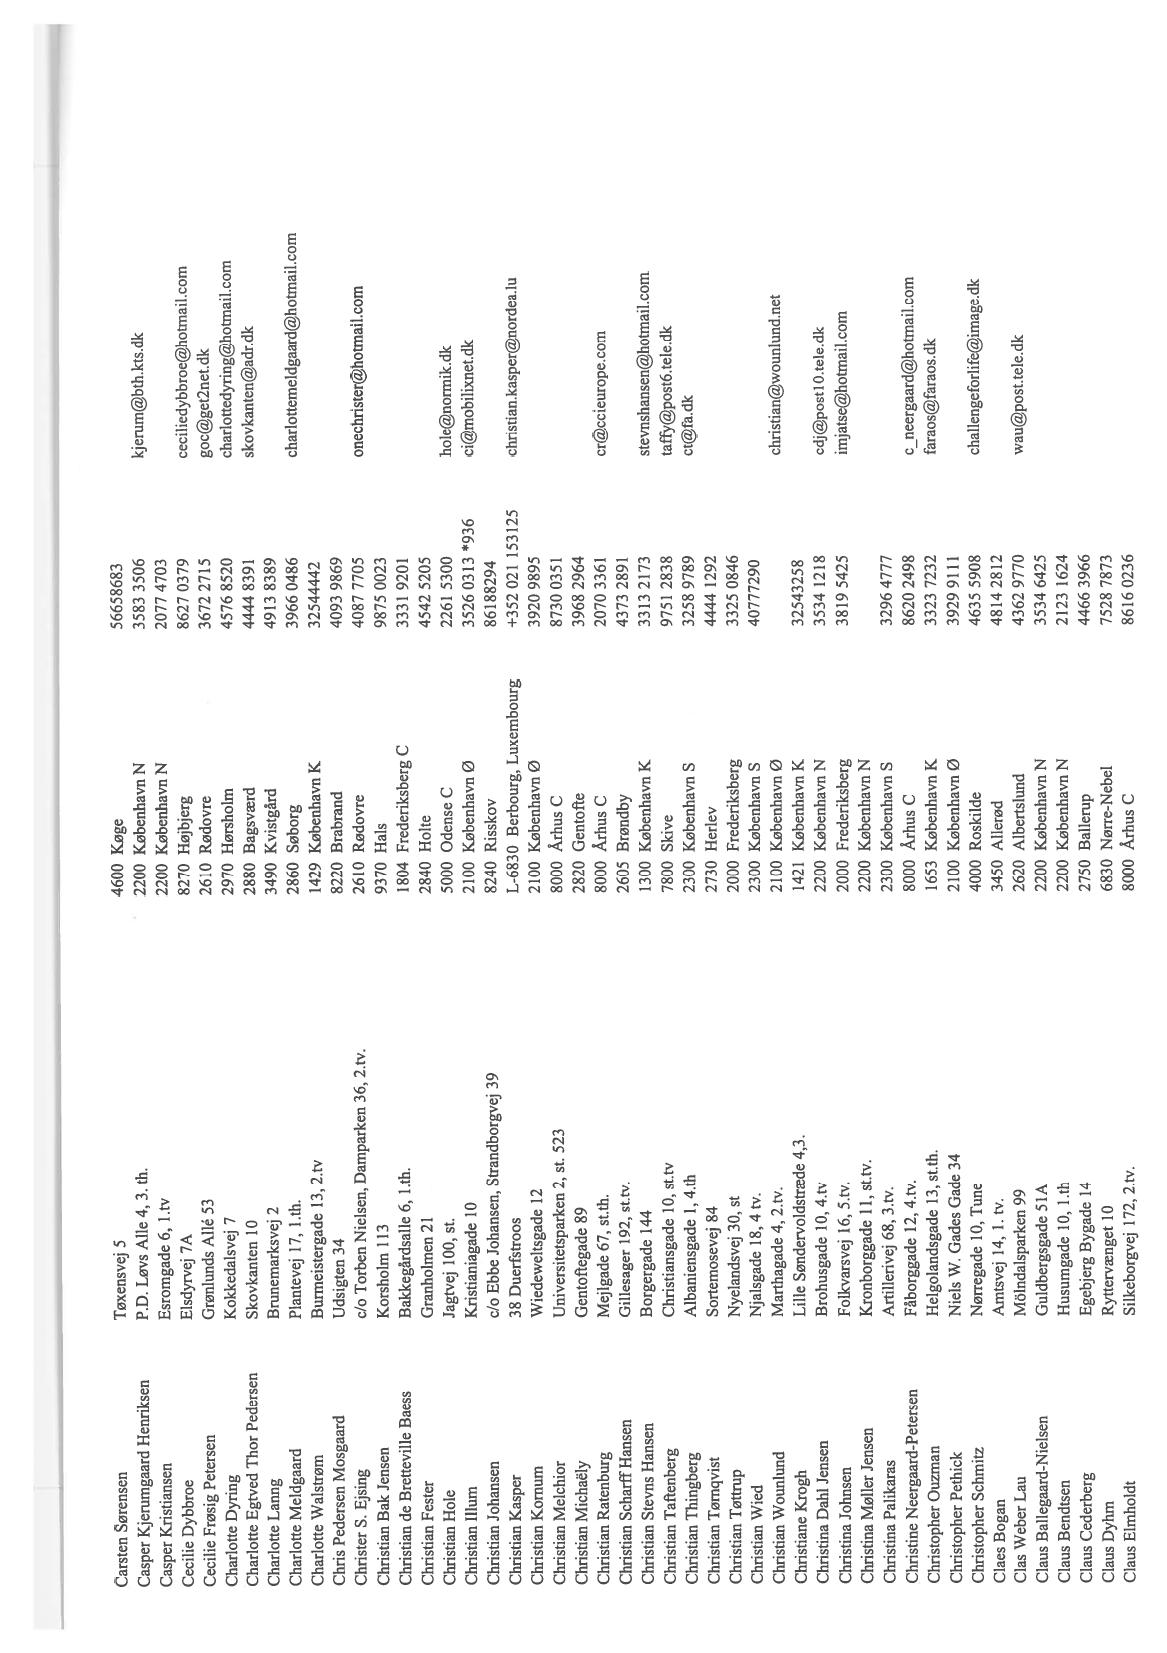 Carsten Sørensen Tøxensvej 5 4600 Køge 56658683
Casper Kjerumgaard Henriksen P.D. Løvs Alle 4, 3. th. 2200 København N 3583 3506 kjerum@bth.kts.dk
Casper Kristiansen Esromgade 6, 1.tv 2200 København N 2077 4703
Cecilie Dybbroe Elsdyrvej 7A 8270 Højbjerg 8627 0379 ceciliedybbroe@hotmail.com
Cecilie Frøsig Petersen Grønlunds Allé 53 2610 Rødovre 3672 2715 goc@get2net.dk
Charlotte Dyring Kokkedalsvej 7 2970 Hørsholm 4576 8520 charlottedyring@hotmail.com
Charlotte Egtved Thor Pedersen Skovkanten 10 2880 Bagsværd 4444 8391 skovkanten@adr.dk
Charlotte Lanng Brunemarksvej 2 3490 Kvistgård 4913 8389
Charlotte Meldgaard Plantevej 17, 1.th. 2860 Søborg 3966 0486 charlottemeldgaard@hotmail.com
Charlotte Walstrøm Burmeistergade 13, 2.tv 1429 København K 32544442
Chris Pedersen Mosgaard Udsigten 34 8220 Brabrand 4093 9869
Christer S. Ejsing c/o Torben Nielsen, Damparken 36, 2.tv. 2610 Rødovre 4087 7705 onechrister@hotmail.com
Christian Bak Jensen Korsholm 113 9370 Hals 9875 0023
Christian de Bretteville Baess Bakkegårdsalle 6, 1.th. 1804 Frederiksberg C 3331 9201
Christian Fester Granholmen 21 2840 Holte 4542 5205
Christian Hole Jagtvej 100, st. 5000 Odense C 2261 5300 hole@normik.dk
Christian Illum Kristianiagade 10 2100 København Ø 3526 0313 *936 ci@mobilixnet.dk
Christian Johansen c/o Ebbe Johansen, Strandborgvej 39 8240 Risskov 86188294
Christian Kasper 38 Duerfstroos L-6830 Berbourg, Luxembourg +352 021 153125 christian.kasper@nordea.lu
Christian Kornum Wiedeweltsgade 12 2100 København Ø 3920 9895
Christian Melchior Universitetsparken 2, st. 523 8000 Århus C 8730 0351
Christian Michaëly Gentoftegade 89 2820 Gentofte 3968 2964
Christian Ratenburg Mejlgade 67, st.th. 8000 Århus C 2070 3361 cr@ccieurope.com
Christian Scharff Hansen Gillesager 192, st.tv. 2605 Brøndby 4373 2891
Christian Stevns Hansen Borgergade 144 1300 København K 3313 2173 stevnshansen@hotmail.com
Christian Taftenberg Christiansgade 10, st.tv 7800 Skive 9751 2838 taffy@post6.tele.dk
Christian Thingberg Albaniensgade 1, 4.th 2300 København S 3258 9789 ct@fa.dk
Christian Tørnqvist Sortemosevej 84 2730 Herlev 4444 1292
Christian Tøttrup Nyelandsvej 30, st 2000 Frederiksberg 3325 0846
Christian Wied Njalsgade 18, 4 tv. 2300 København S 40777290
Christian Wounlund Marthagade 4, 2.tv. 2100 København Ø christian@wounlund.net
Christiane Krogh Lille Søndervoldstræde 4,3. 1421 København K 32543258
Christina Dahl Jensen Brohusgade 10, 4.tv 2200 København N 3534 1218 cdj@post10.tele.dk
Christina Johnsen Folkvarsvej 16, 5.tv. 2000 Frederiksberg 3819 5425 imjatse@hotmail.com
Christina Møller Jensen Kronborggade 11, st.tv. 2200 København N
Christina Palikaras Artillerivej 68, 3.tv. 2300 København S 3296 4777
Christine Neergaard-Petersen Fåborggade 12, 4.tv. 8000 Århus C 8620 2498 c_neergaard@hotmail.com
Christopher Ouzman Helgolandsgade 13, st.th. 1653 København K 3323 7232 faraos@faraos.dk
Christopher Pethick Niels W. Gades Gade 34 2100 København Ø 3929 9111
Christopher Schmitz Nørregade 10, Tune 4000 Roskilde 4635 5908 challengeforlife@image.dk
Claes Bogan Amtsvej 14, 1. tv. 3450 Allerød 4814 2812
Clas Weber Lau Mölndalsparken 99 2620 Albertslund 4362 9770 wau@post.tele.dk
Claus Ballegaard-Nielsen Guldbergsgade 51A 2200 København N 3534 6425
Claus Bendtsen Husumgade 10, 1.th 2200 København N 2123 1624
Claus Cederberg Egebjerg Bygade 14 2750 Ballerup 4466 3966
Claus Dyhm Ryttervænget 10 6830 Nørre-Nebel 7528 7873
Claus Elmholdt Silkeborgvej 172, 2.tv. 8000 Århus C 8616 0236